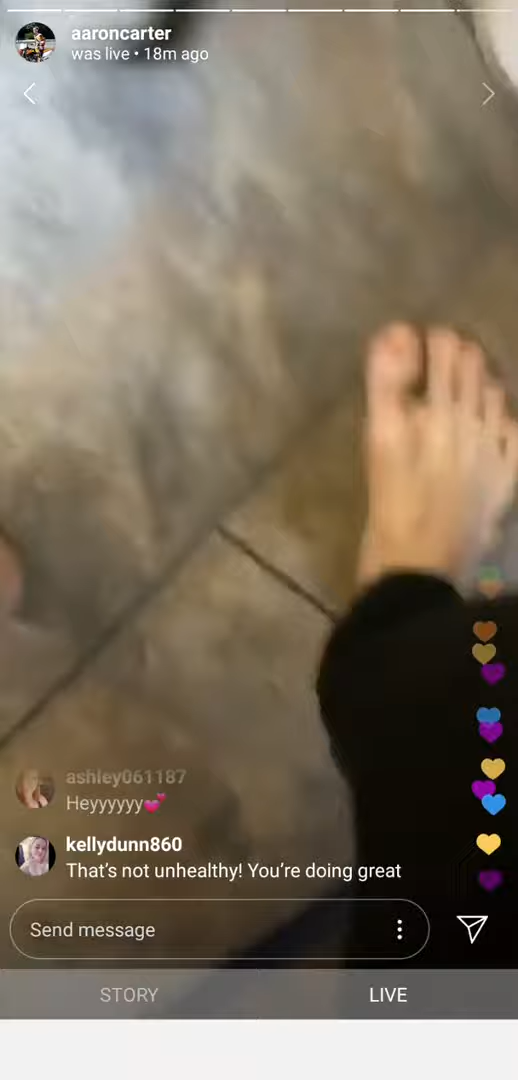 aaroncarter
was live • 18m ago
ashley061187
Heyyyyyy💕
kellydunn860
That's not unhealthy! You're doing great
Send message
STORY
LIVE